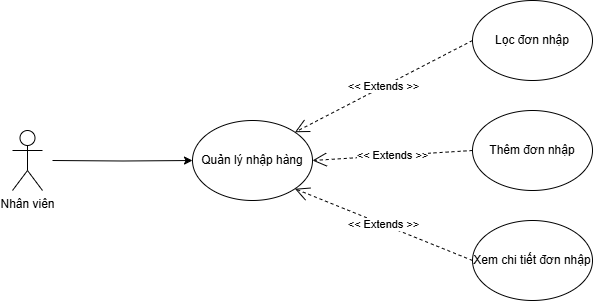 Lọc đơn nhập
<< Extends >>
Quản lý nhập hàng
<< Extends >>
Thêm đơn nhập
Nhân viên
<< Extends >>
Xem chi tiết đơn nhập